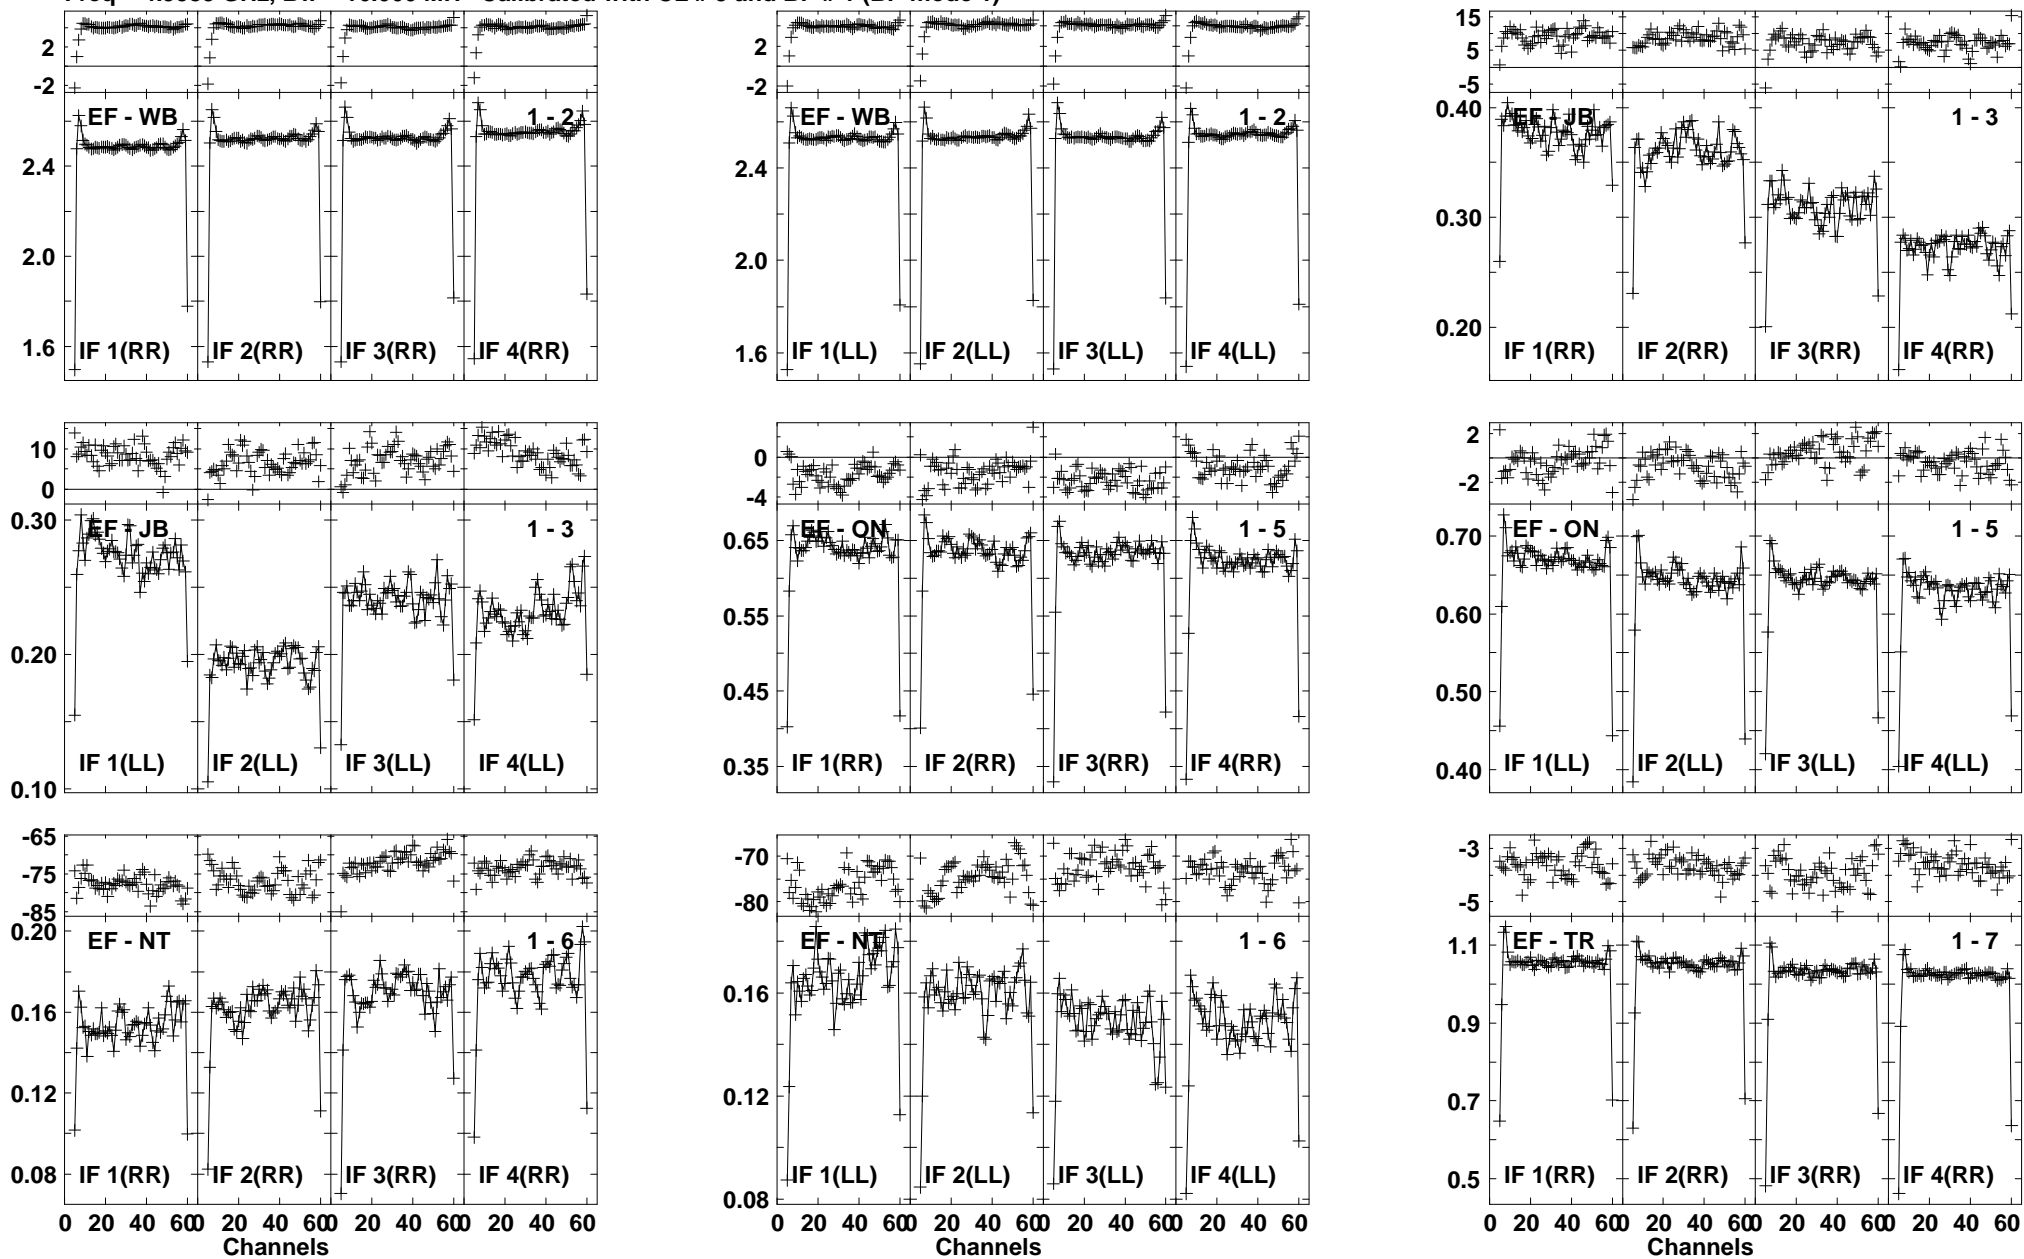 Calibrated with and (BP mode 1)
2
-2
EF - WB 1 - 2
2.4
2.0
1.6
IF 1(RR) IF 2(RR) IF 3(RR) IF 4(RR)
2
-2
EF - WB 1 - 2
2.4
2.0
1.6
IF 1(LL) IF 2(LL) IF 3(LL) IF 4(LL)
15
5
-5
0.40
EF - JB 1 - 3
0.30
0.20
IF 1(RR) IF 2(RR) IF 3(RR) IF 4(RR)
10
0
0.30
EF - JB 1 - 3
0.20
IF 1(LL) IF 2(LL) IF 3(LL) IF 4(LL)
0.10
0
-4
EF - ON 1 - 5
0.65
0.55
0.45
0.35
IF 1(RR) IF 2(RR) IF 3(RR) IF 4(RR)
2
-2
EF - ON 1 - 5
0.70
0.60
0.50
0.40
IF 1(LL) IF 2(LL) IF 3(LL) IF 4(LL)
-65
-75
-85
0.20
EF - NT 1 - 6
0.16
0.12
0.08
IF 1(RR) IF 2(RR) IF 3(RR) IF 4(RR)
0 20 40 60 0 20 40 60 0 20 40 60 0 20 40 60
Channels
-70
-80
EF - NT 1 - 6
0.16
0.12
IF 1(LL) IF 2(LL) IF 3(LL) IF 4(LL)
0.08
0 20 40 60 0 20 40 60 0 20 40 60 0 20 40 60
Channels
-3
-5
EF - TR 1 - 7
1.1
0.9
0.7
0.5
IF 1(RR) IF 2(RR) IF 3(RR) IF 4(RR)
0 20 40 60 0 20 40 60 0 20 40 60 0 20 40 60
Channels